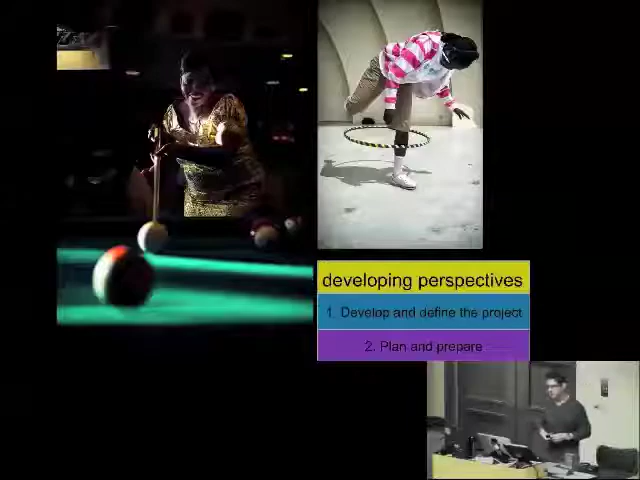 developing perspectives
1. Develop and define the project
2. Plan and prepare